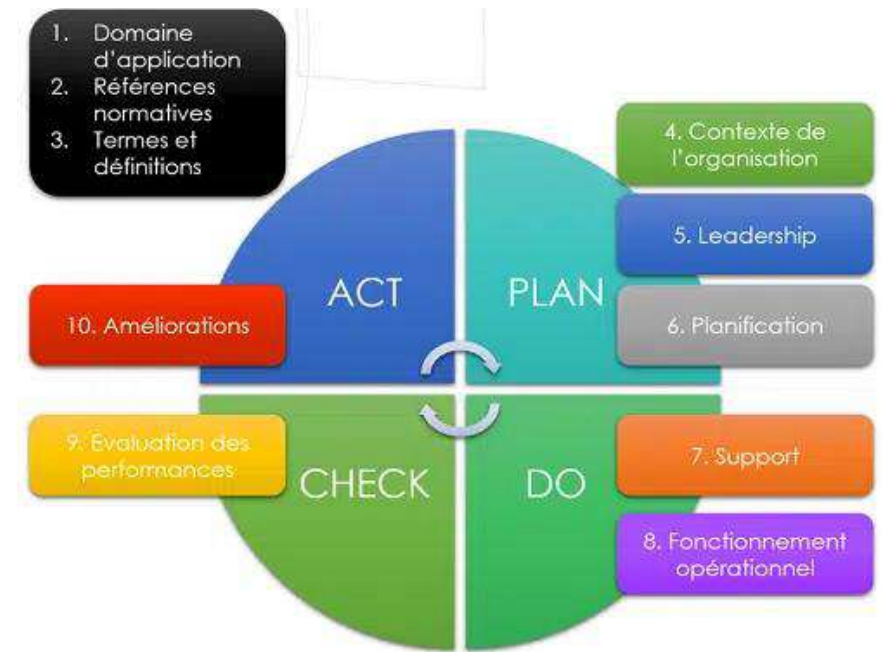 1. Domaine
d'application
2. Références
normatives
3. Termes et
définitions
4. Contexte de
l'organisation
5. Leadership
ACT
PLAN
10. Améliorations
6. Planification
9. Evaluation des
performances
7. Support
CHECK
DO
8. Fonctionnement
opérationnel